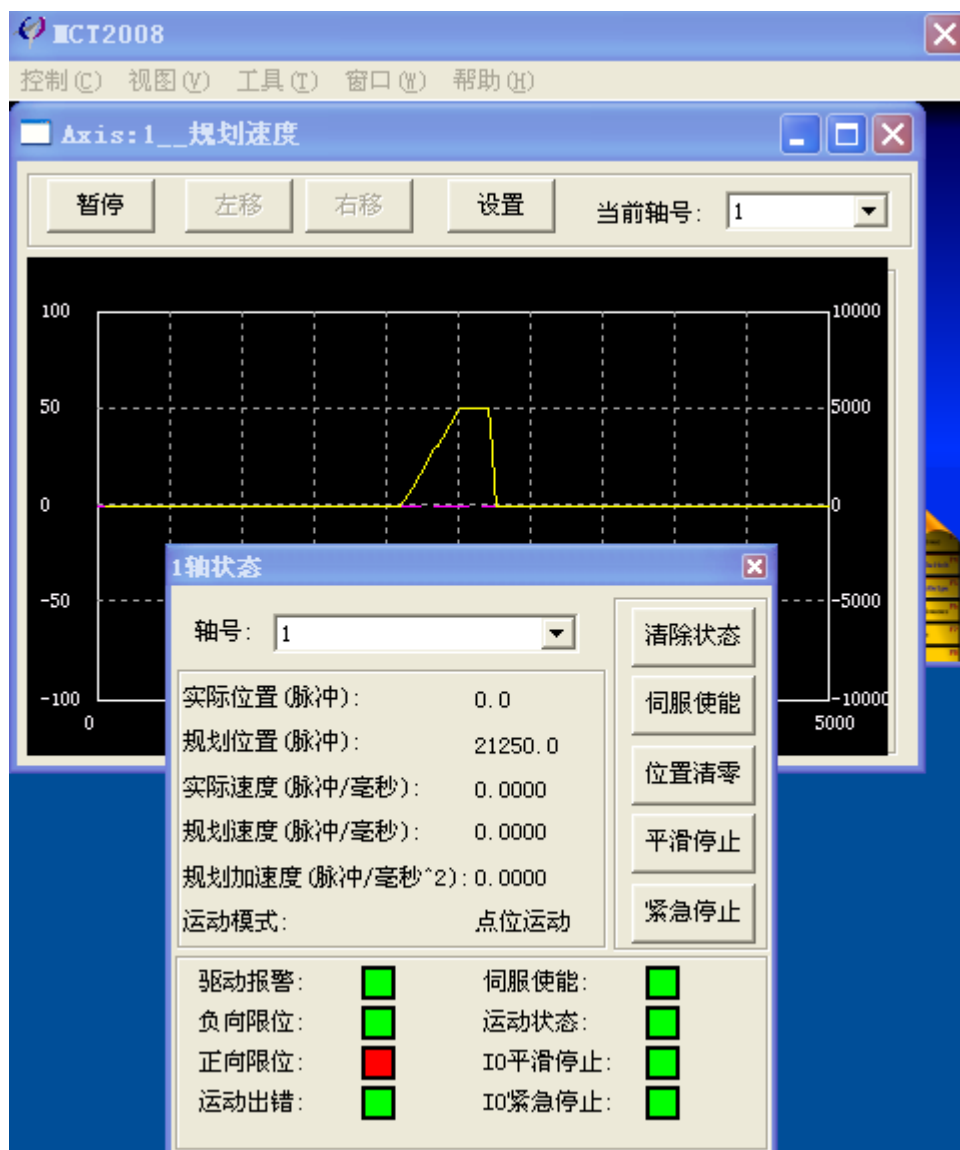 MCT2008
控制(C) 视图(V) 工具(T) 窗口(W) 帮助(H)
Axis:1__规划速度
暂停 左移 右移 设置 当前轴号: 1
100 10000
50 5000
0 0
-50 -5000
-100 -10000
0 5000
1轴状态
轴号: 1
清除状态
实际位置(脉冲): 0.0
伺服使能
规划位置(脉冲): 21250.0
位置清零
实际速度(脉冲/毫秒): 0.0000
规划速度(脉冲/毫秒): 0.0000
平滑停止
规划加速度(脉冲/毫秒^2): 0.0000
运动模式: 点位运动
紧急停止
驱动报警: 伺服使能:
负向限位: 运动状态:
正向限位: IO平滑停止:
运动出错: IO紧急停止: